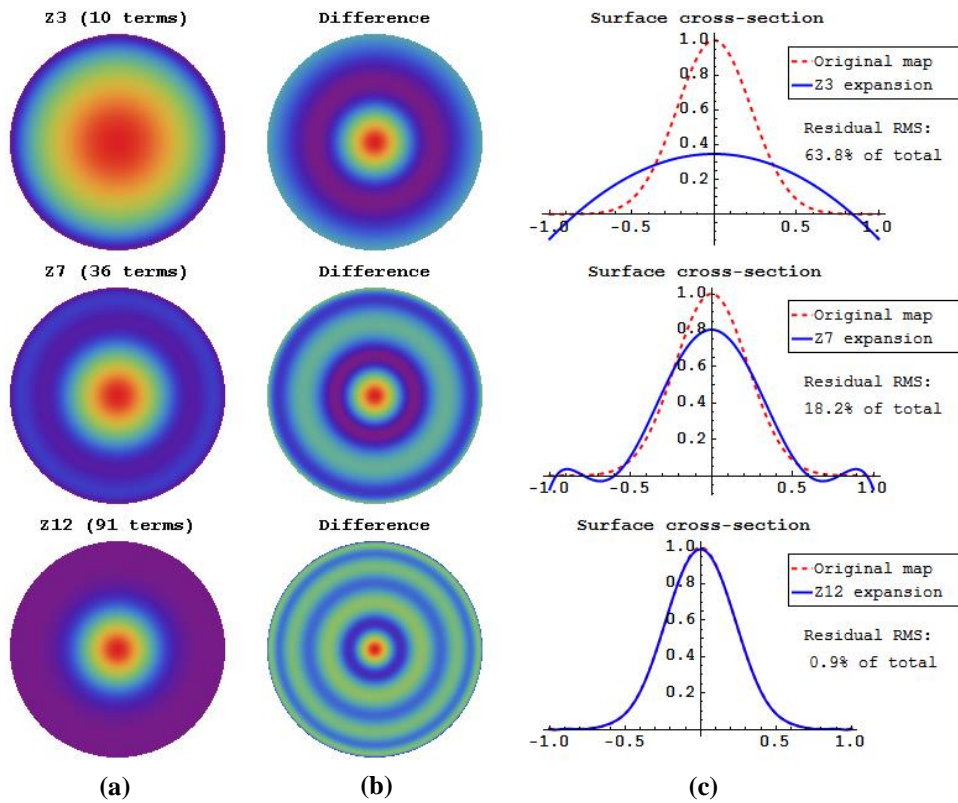 Z3 (10 terms)
Difference
Surface cross-section
1.0
0.8
0.6
0.4
0.2
-1.0 -0.5 0.5 1.0
Original map
Z3 expansion
Residual RMS:
63.8% of total
Z7 (36 terms)
Difference
Surface cross-section
1.0
0.8
0.6
0.4
0.2
-1.0 -0.5 0.5 1.0
Original map
Z7 expansion
Residual RMS:
18.2% of total
Z12 (91 terms)
Difference
Surface cross-section
1.0
0.8
0.6
0.4
0.2
-1.0 -0.5 0.5 1.0
Original map
Z12 expansion
Residual RMS:
0.9% of total
(a) (b) (c)